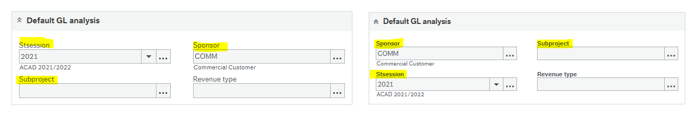 Default GL analysis
Stsession
Sponsor
2021
COMM
ACAD 2021/2022
Commercial Customer
Subproject
Revenue type
Default GL analysis
Sponsor
Subproject
COMM
Commercial Customer
Stsession
Revenue type
2021
ACAD 2021/2022